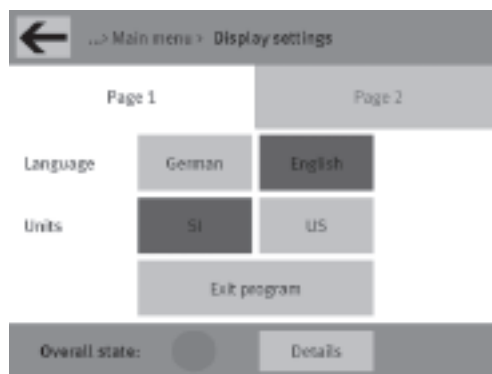 ...> Main menu > Display settings
Page 1 Page 2
Language German English
Units SI US
Exit program
Overall state: Details